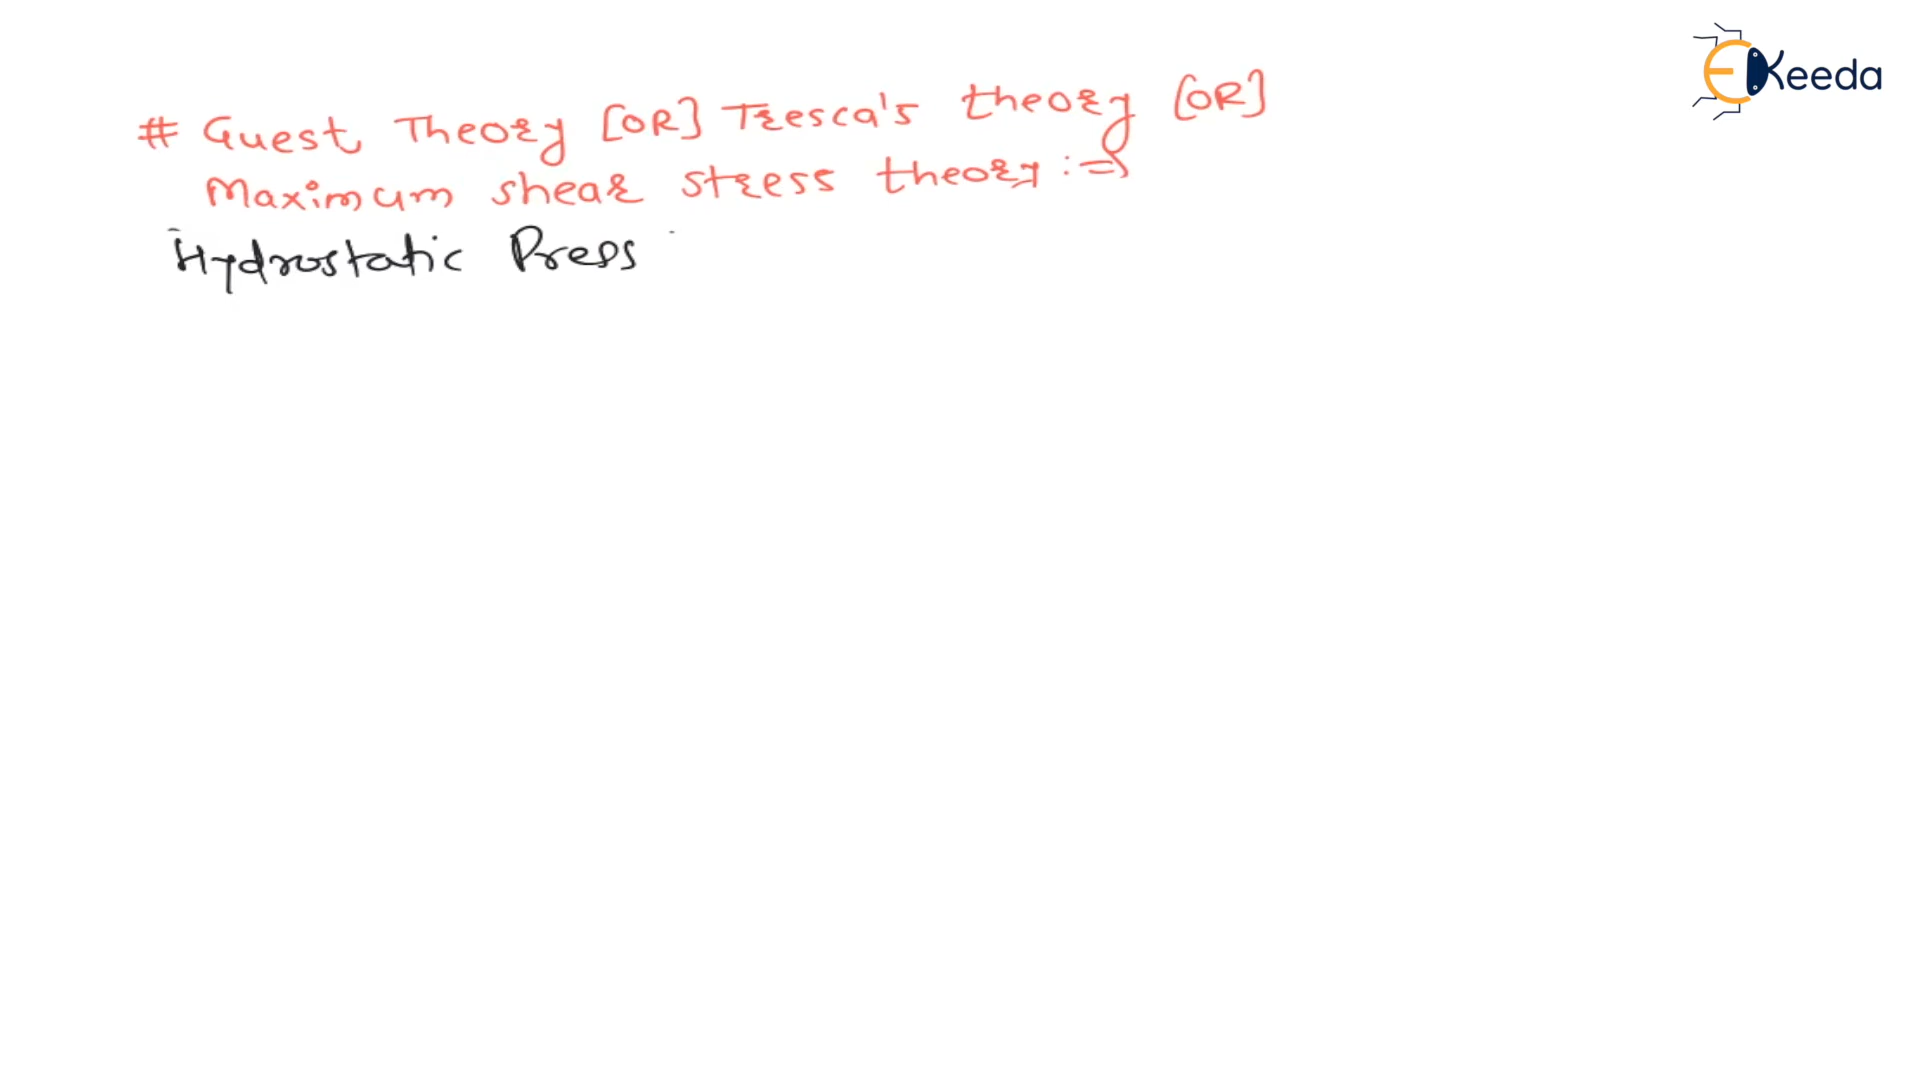 EKeeda
# Guest Theory [OR] Tresca's theory [OR]
Maximum shear stress theory :⇒
Hydrostatic Press